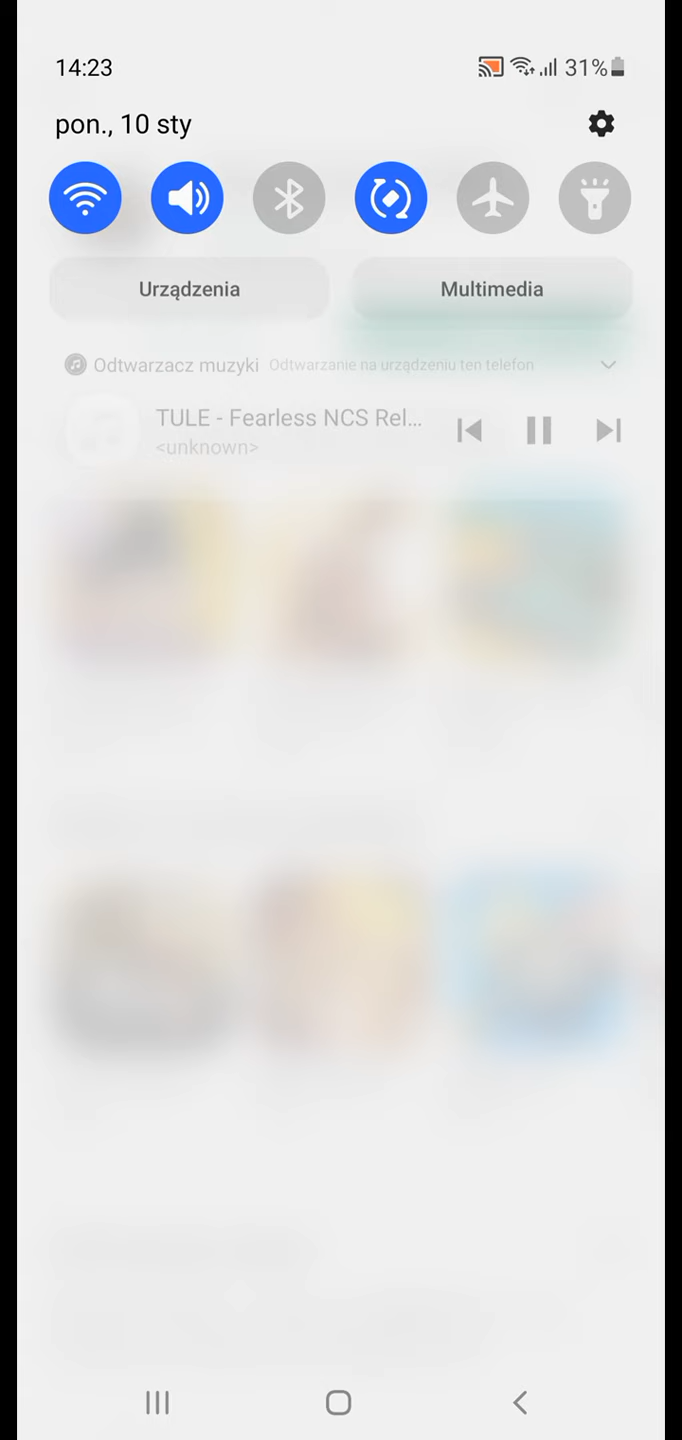 14:23
31%
pon., 10 sty
Urządzenia
Multimedia
Odtwarzacz muzyki Odtwarzanie na urządzeniu ten telefon
TULE - Fearless NCS Rel...
<unknown>